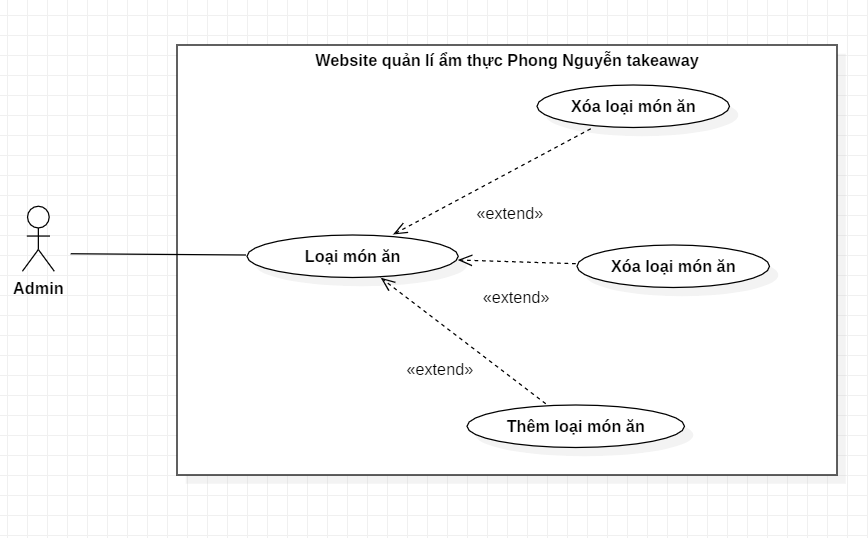 Website quản lí ẩm thực Phong Nguyễn takeaway
Xóa loại món ăn
«extend»
Loại món ăn
Xóa loại món ăn
Admin
«extend»
«extend»
Thêm loại món ăn